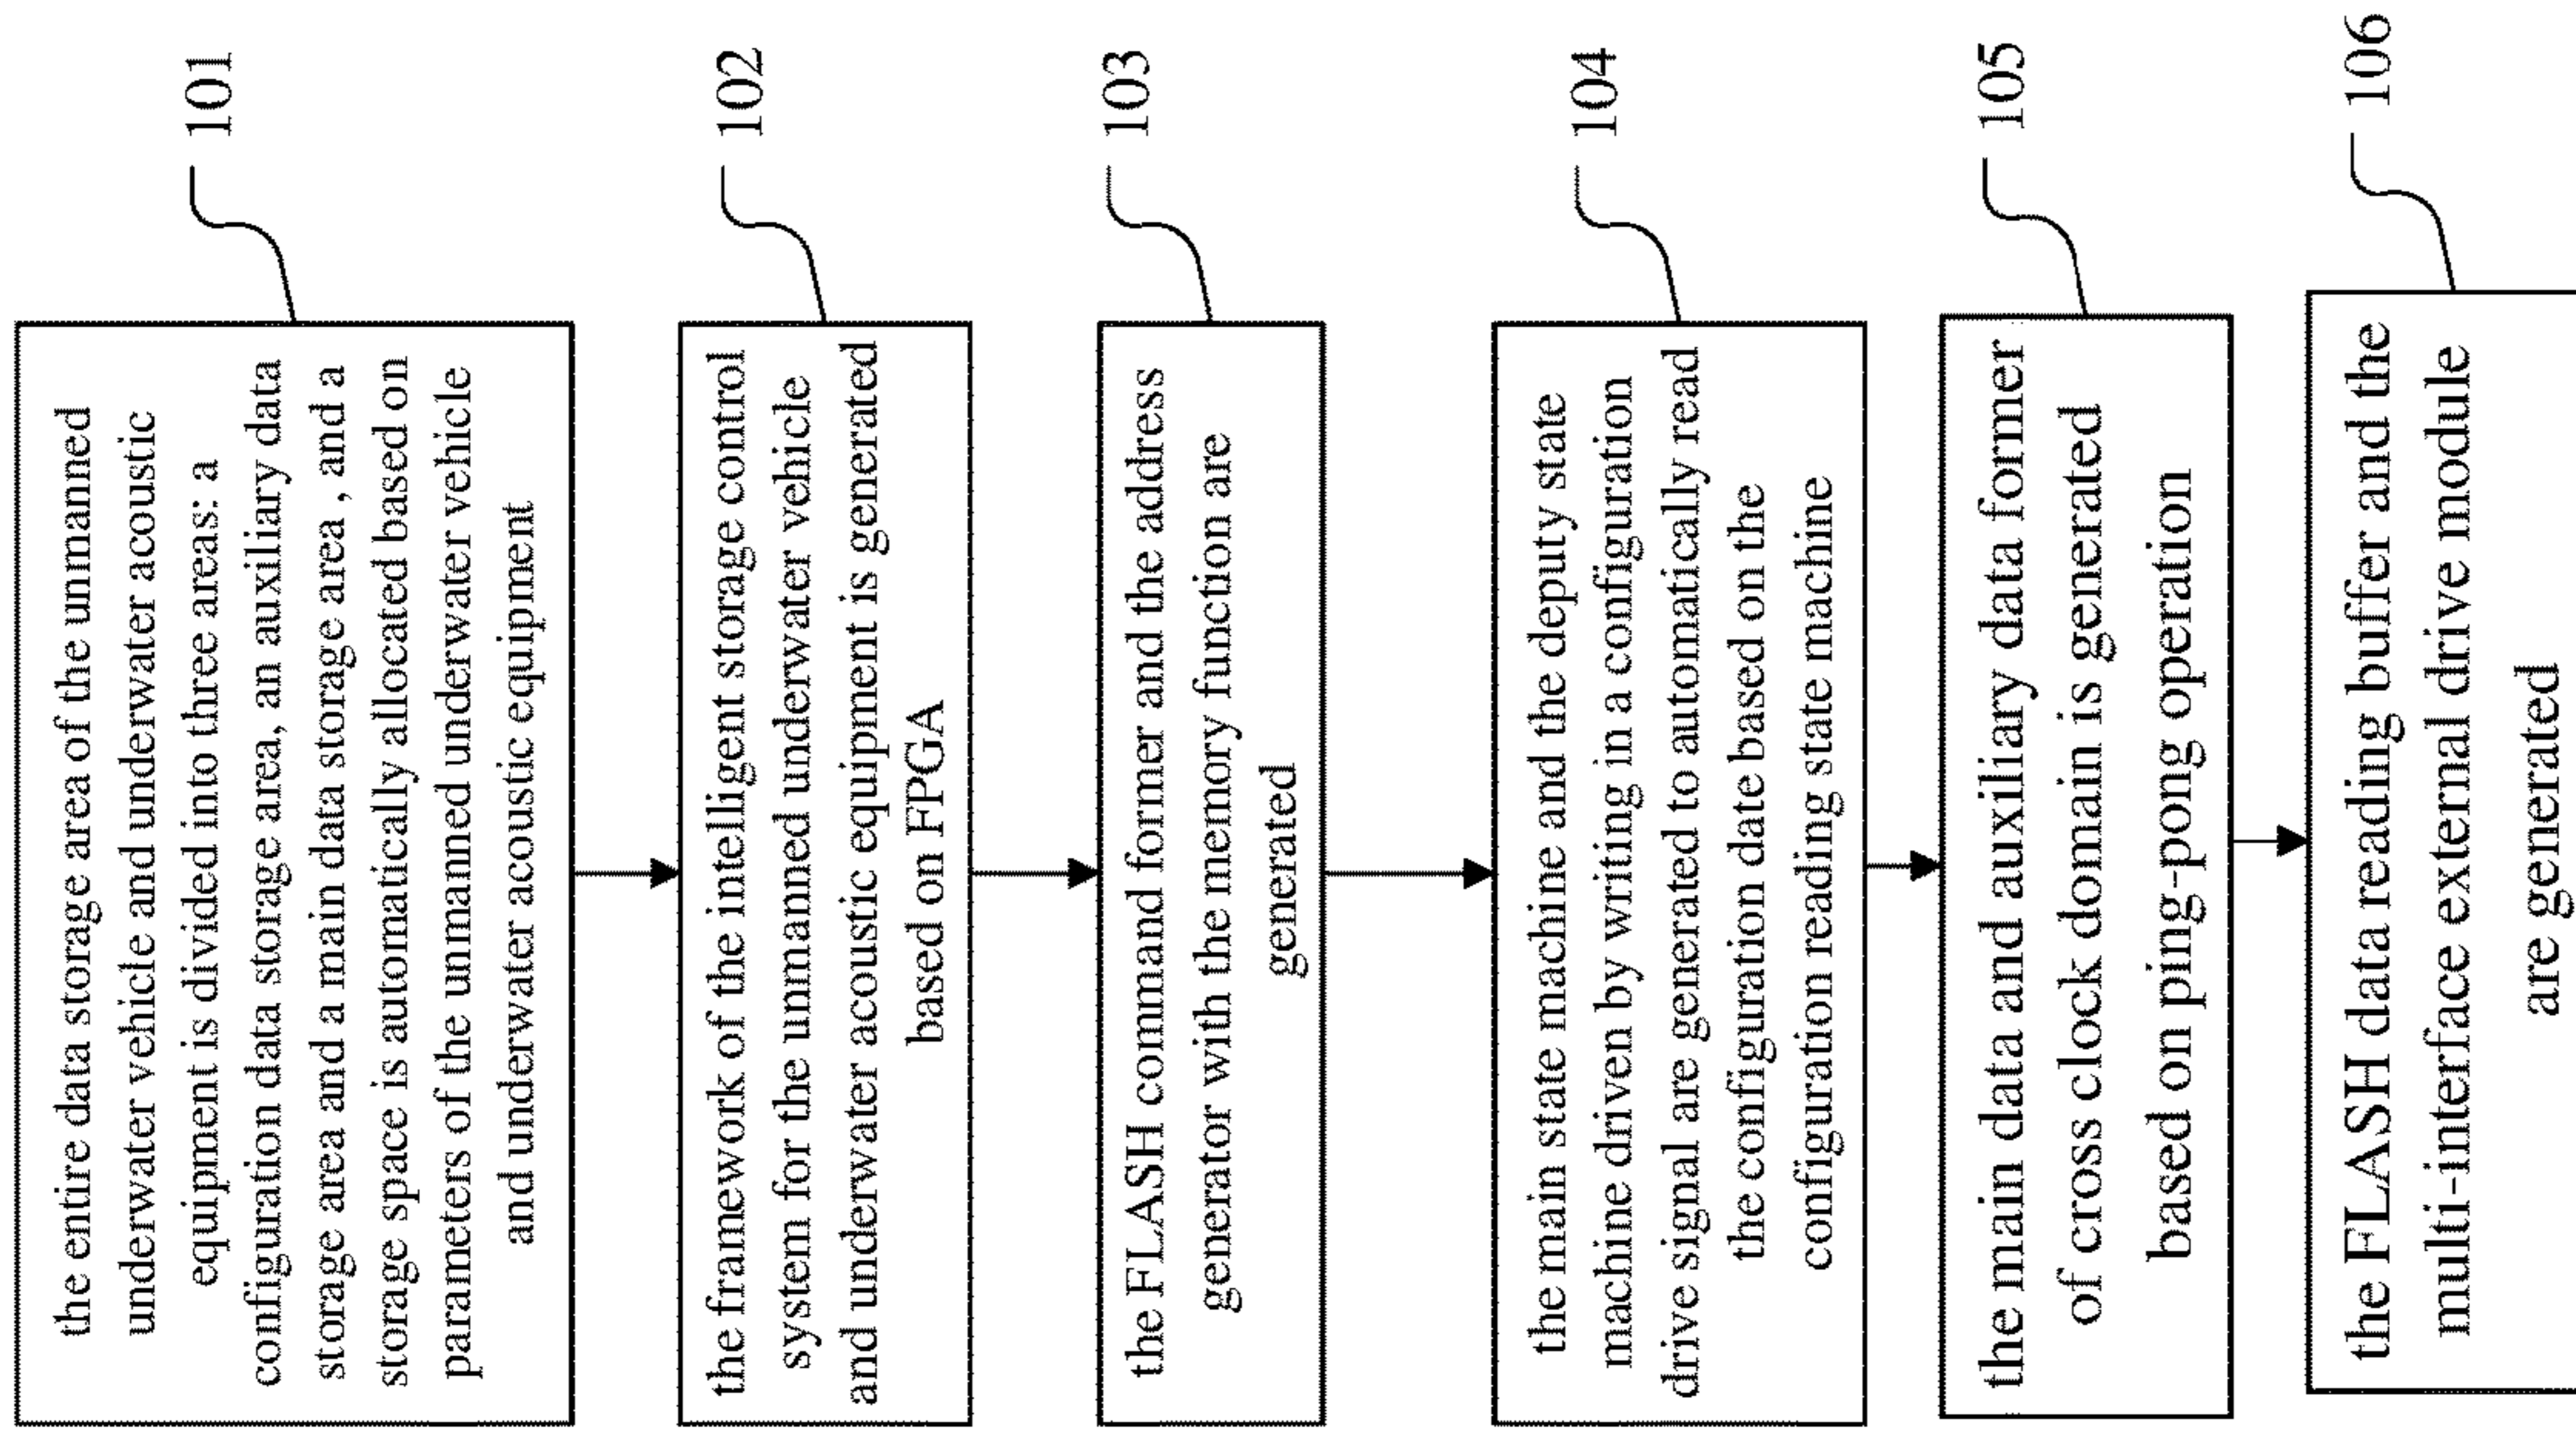 the entire data storage area of the unmanned
underwater vehicle and underwater acoustic
equipment is divided into three areas: a
configuration data storage area, an auxiliary data
storage area and a main data storage area , and a
storage space is automatically allocated based on
parameters of the unmanned underwater vehicle
and underwater acoustic equipment
101
the framework of the intelligent storage control
system for the unmanned underwater vehicle
and underwater acoustic equipment is generated
based on FPGA
102
the FLASH command former and the address
generator with the memory function are
generated
103
the main state machine and the deputy state
machine driven by writing in a configuration
drive signal are generated to automatically read
the configuration date based on the
configuration reading state machine
104
the main data and auxiliary data former
of cross clock domain is generated
based on ping-pong operation
105
the FLASH data reading buffer and the
multi-interface external drive module
are generated
106